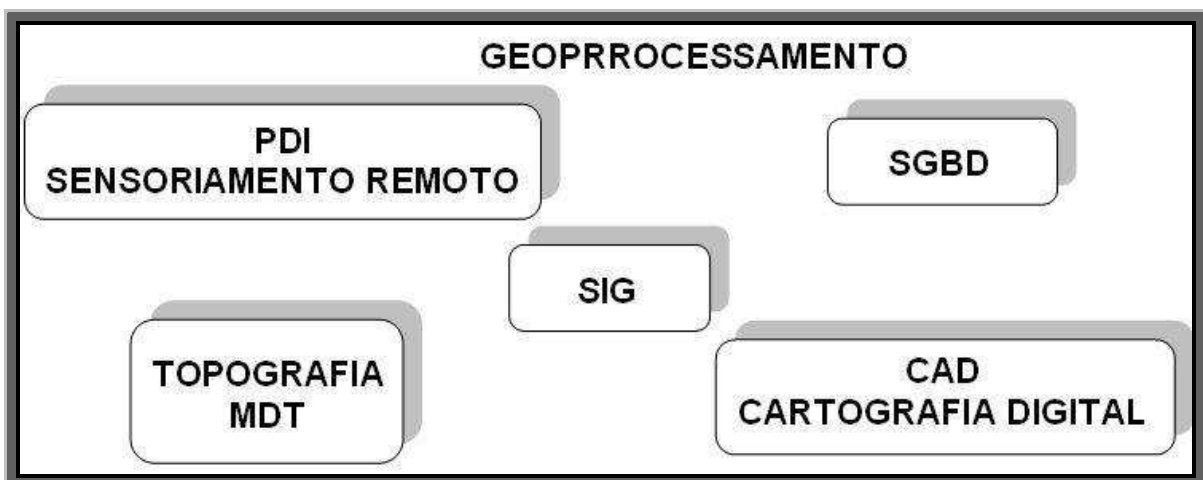 GEOPRROCESSAMENTO
PDI
SENSORIAMENTO REMOTO
SGBD
SIG
TOPOGRAFIA
MDT
CAD
CARTOGRAFIA DIGITAL